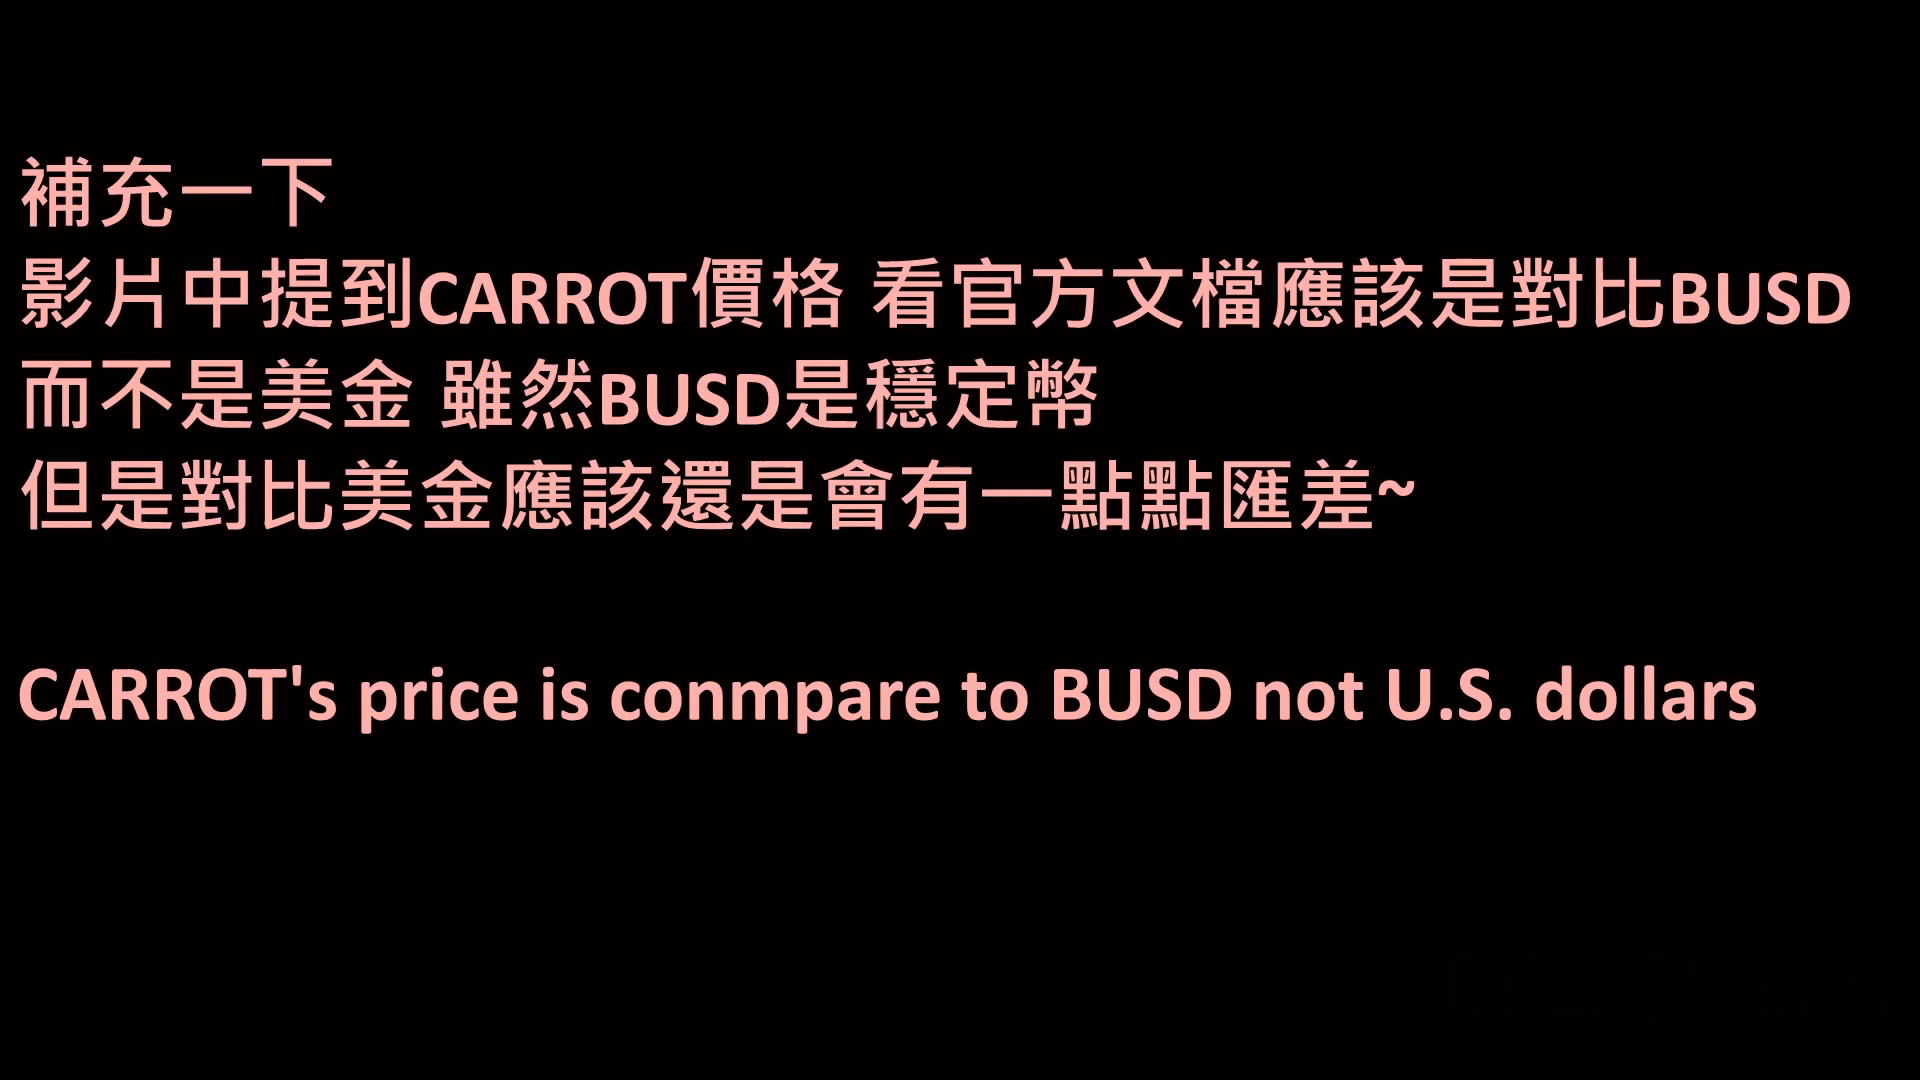 補充一下
影片中提到CARROT價格 看官方文檔應該是對比BUSD
而不是美金 雖然BUSD是穩定幣
但是對比美金應該還是會有一點點匯差~
CARROT's price is conmpare to BUSD not U.S. dollars